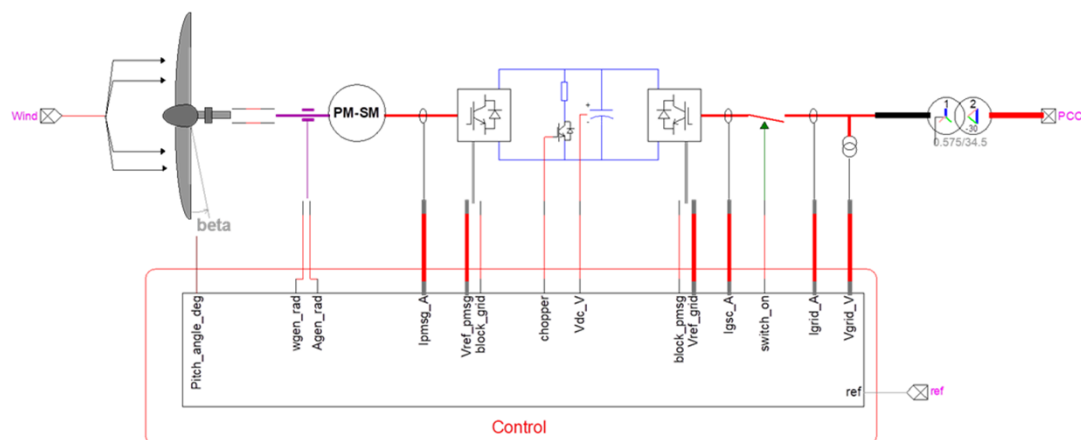 Wind
PM-SM
+
-
1
2
-30
0.575/34.5
PCC
beta
Pitch_angle_deg
wgen_rad
Agen_rad
Ipmsg_A
Vref_pmsg
block_grid
chopper
Vdc_V
block_pmsg
Vref_grid
Igsc_A
switch_on
Igrid_A
Vgrid_V
ref
ref
Control